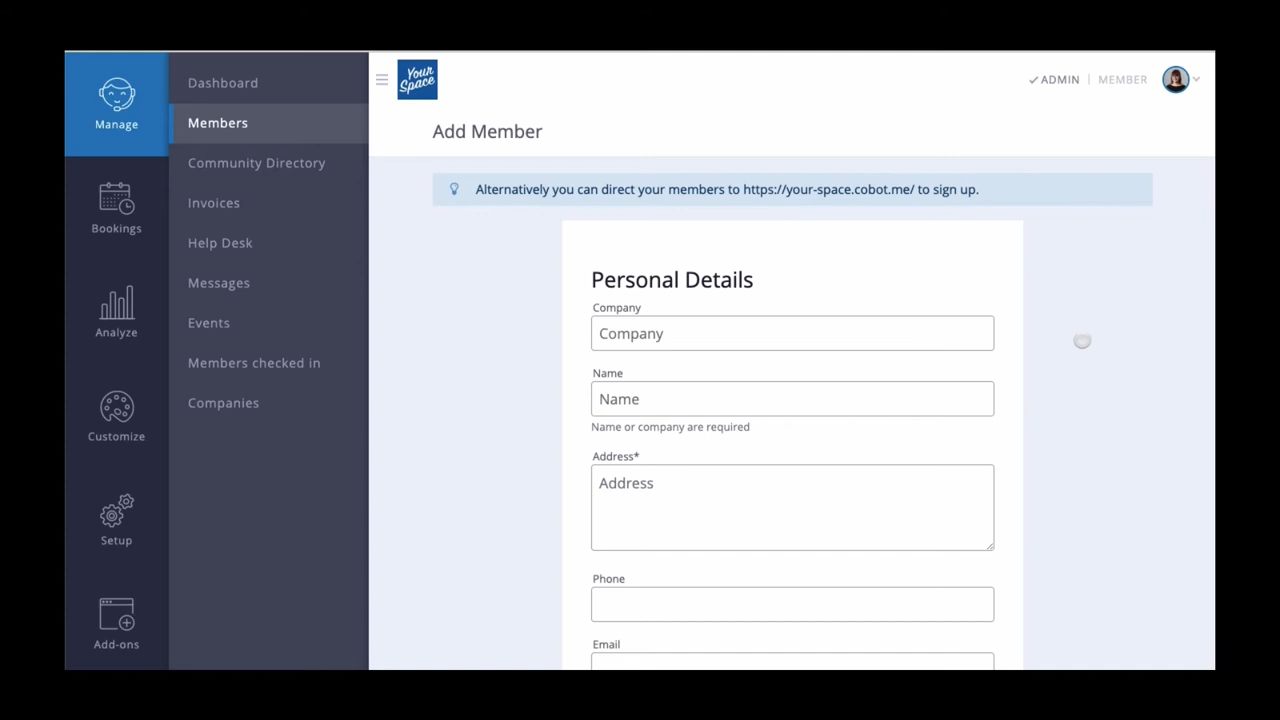 Manage
Bookings
Analyze
Customize
Setup
Add-ons
Dashboard
Members
Community Directory
Invoices
Help Desk
Messages
Events
Members checked in
Companies
Your
Space
ADMIN | MEMBER
Add Member
Alternatively you can direct your members to https://your-space.cobot.me/ to sign up.
Personal Details
Company
Company
Name
Name
Name or company are required
Address*
Address
Phone
Email